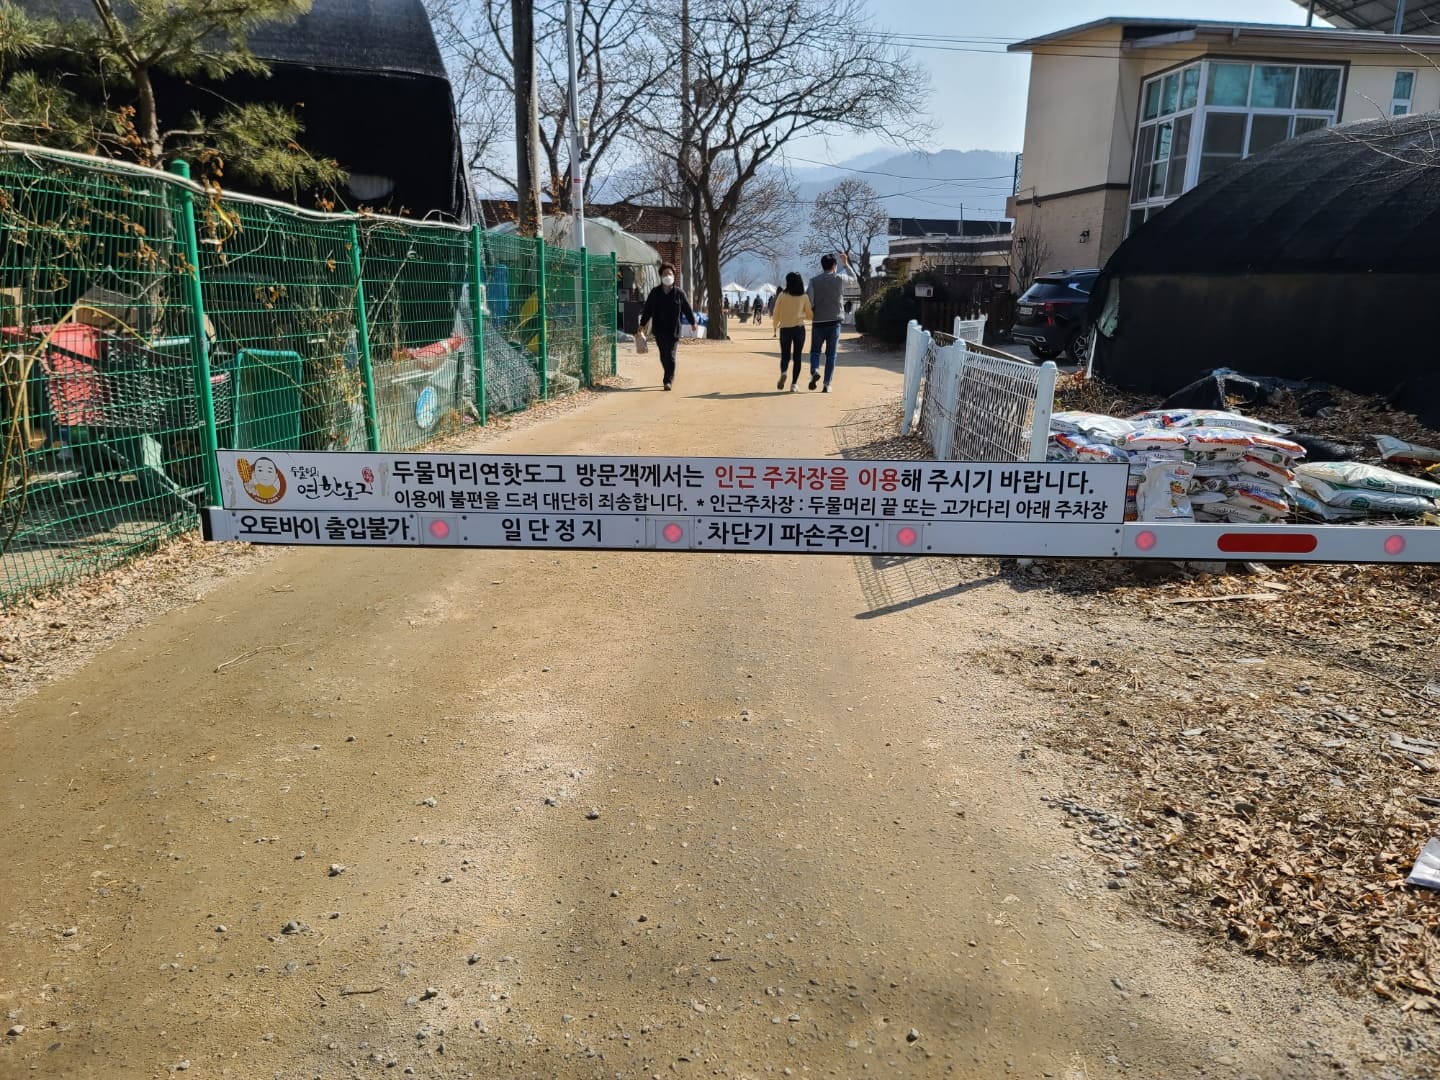 두물머리 연핫도그
두물머리연핫도그 방문객께서는 인근 주차장을 이용해 주시기 바랍니다.
이용에 불편을 드려 대단히 죄송합니다. * 인근주차장 : 두물머리 끝 또는 고가다리 아래 주차장
오토바이 출입불가 일단정지 차단기 파손주의